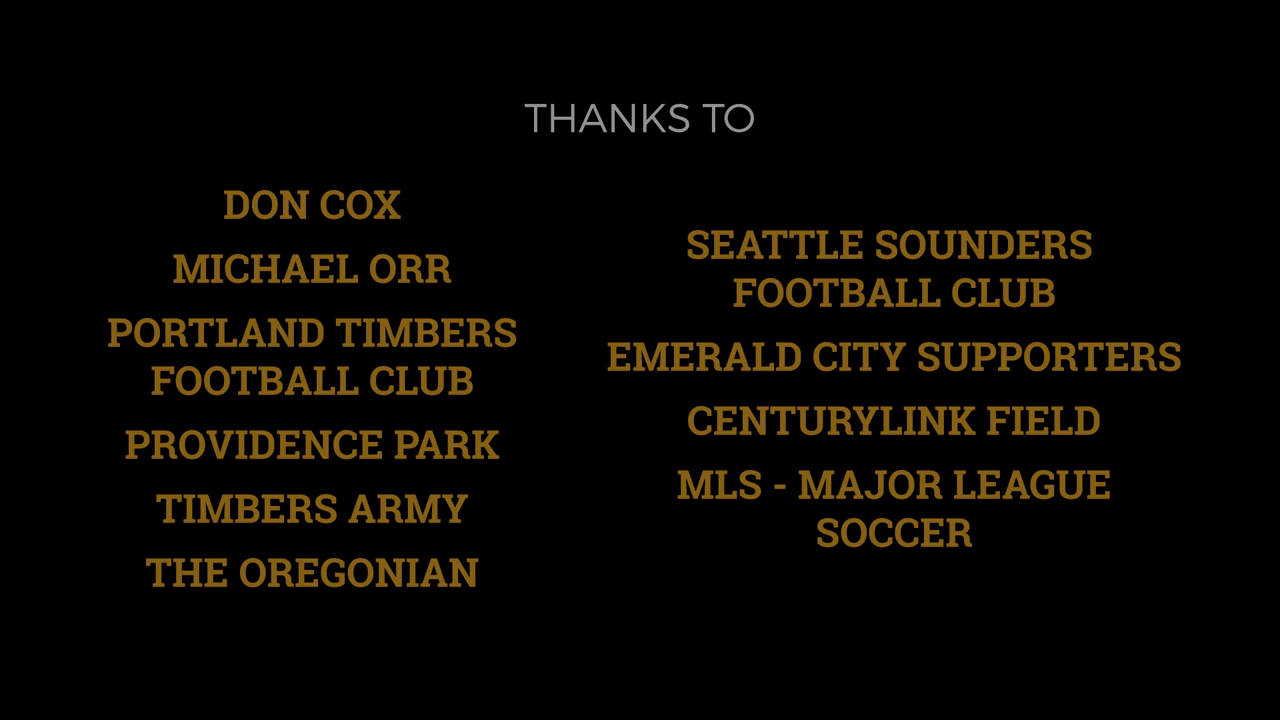 THANKS TO
DON COX
MICHAEL ORR
PORTLAND TIMBERS
FOOTBALL CLUB
PROVIDENCE PARK
TIMBERS ARMY
THE OREGONIAN
SEATTLE SOUNDERS
FOOTBALL CLUB
EMERALD CITY SUPPORTERS
CENTURYLINK FIELD
MLS - MAJOR LEAGUE
SOCCER